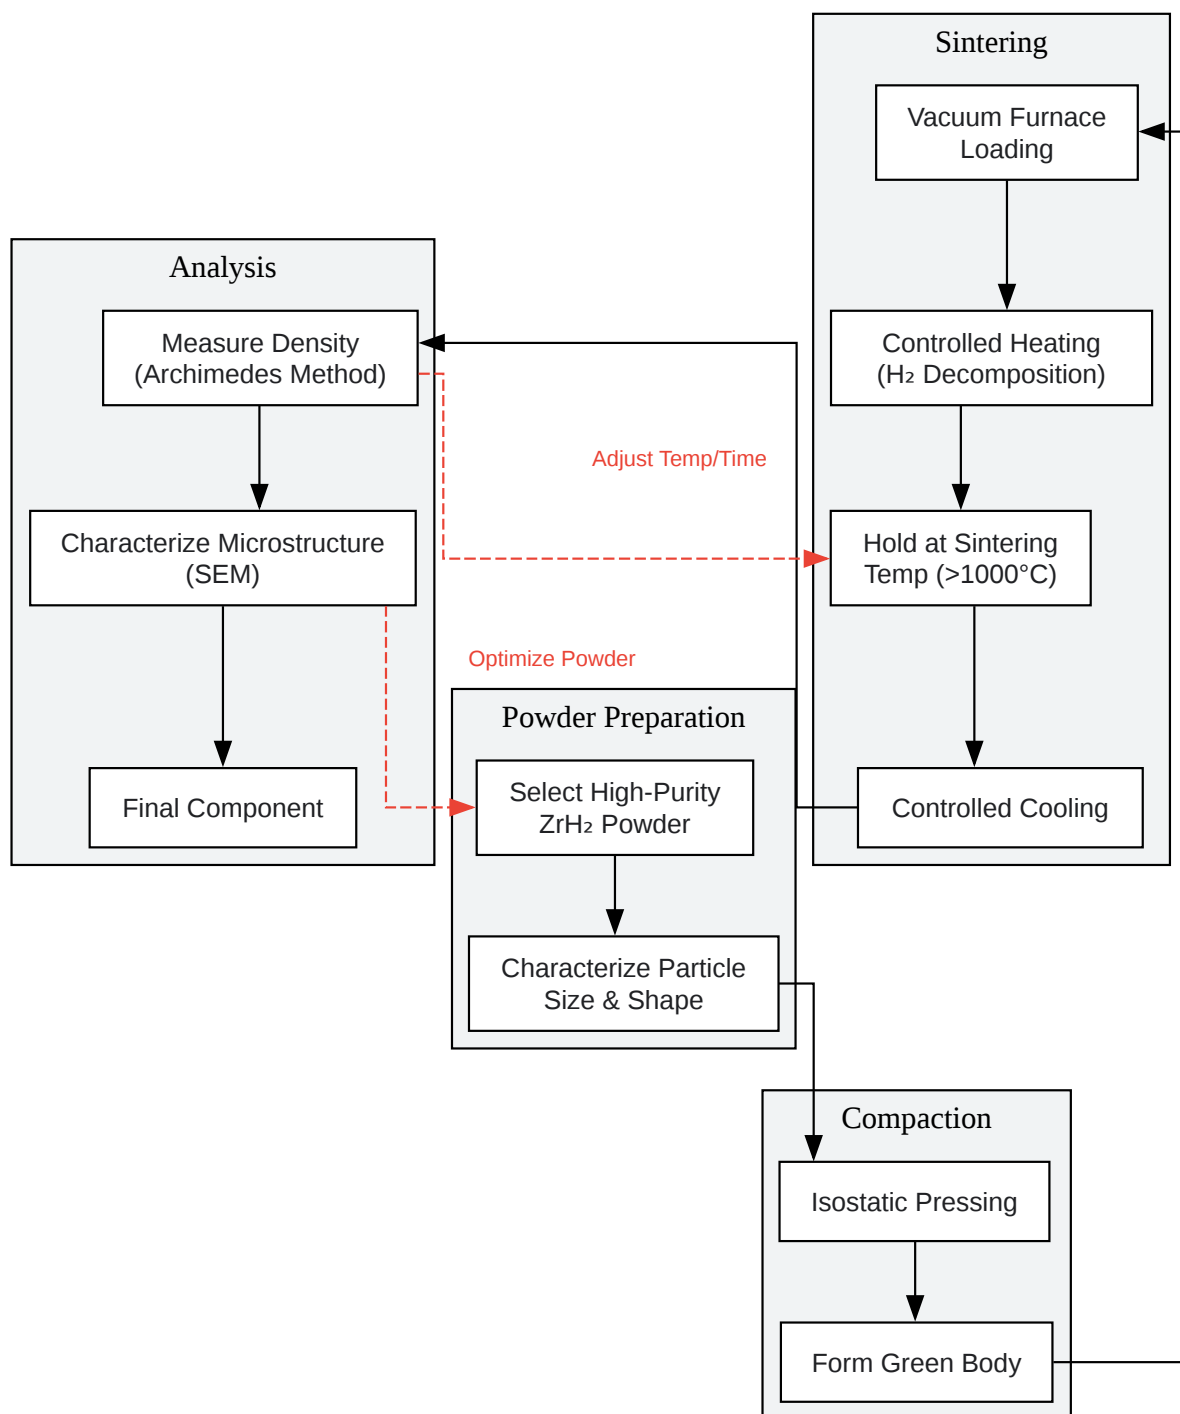 Sintering
Vacuum Furnace
Loading
Controlled Heating
(H₂ Decomposition)
Hold at Sintering
Temp (>1000°C)
Controlled Cooling
Analysis
Measure Density
(Archimedes Method)
Characterize Microstructure
(SEM)
Final Component
Adjust Temp/Time
Optimize Powder
Powder Preparation
Select High-Purity
ZrH₂ Powder
Characterize Particle
Size & Shape
Compaction
Isostatic Pressing
Form Green Body